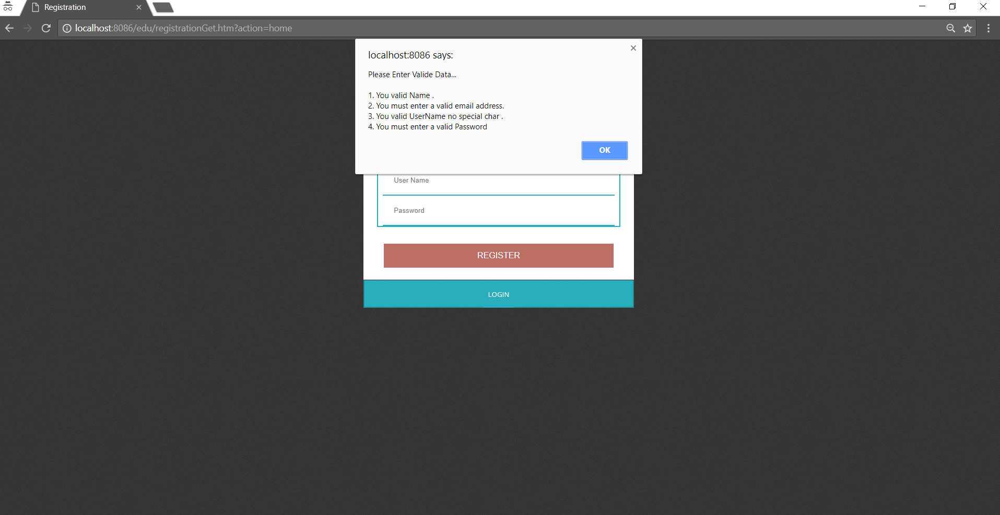 Registration
localhost:8086/edu/registrationGet.htm?action=home
localhost:8086 says:
Please Enter Valide Data...
1. You valid Name .
2. You must enter a valid email address.
3. You valid UserName no special char .
4. You must enter a valid Password
OK
User Name
Password
REGISTER
LOGIN